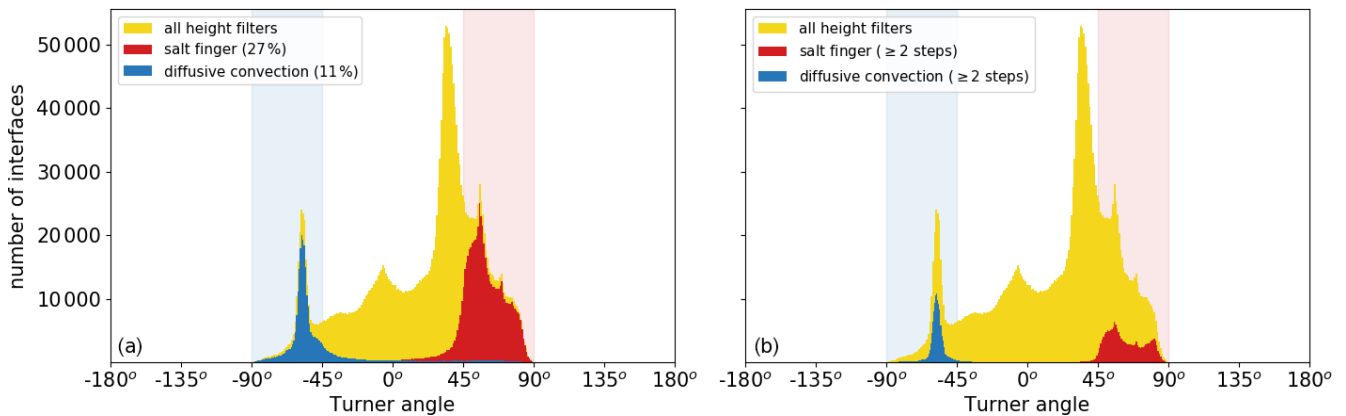 all height filters
salt finger (27%)
diffusive convection (11%)
50 000
40 000
30 000
20 000
10 000
number of interfaces
(a)
-180° -135° -90° -45° 0° 45° 90° 135° 180°
Turner angle
all height filters
salt finger (≥2 steps)
diffusive convection (≥2 steps)
(b)
-180° -135° -90° -45° 0° 45° 90° 135° 180°
Turner angle